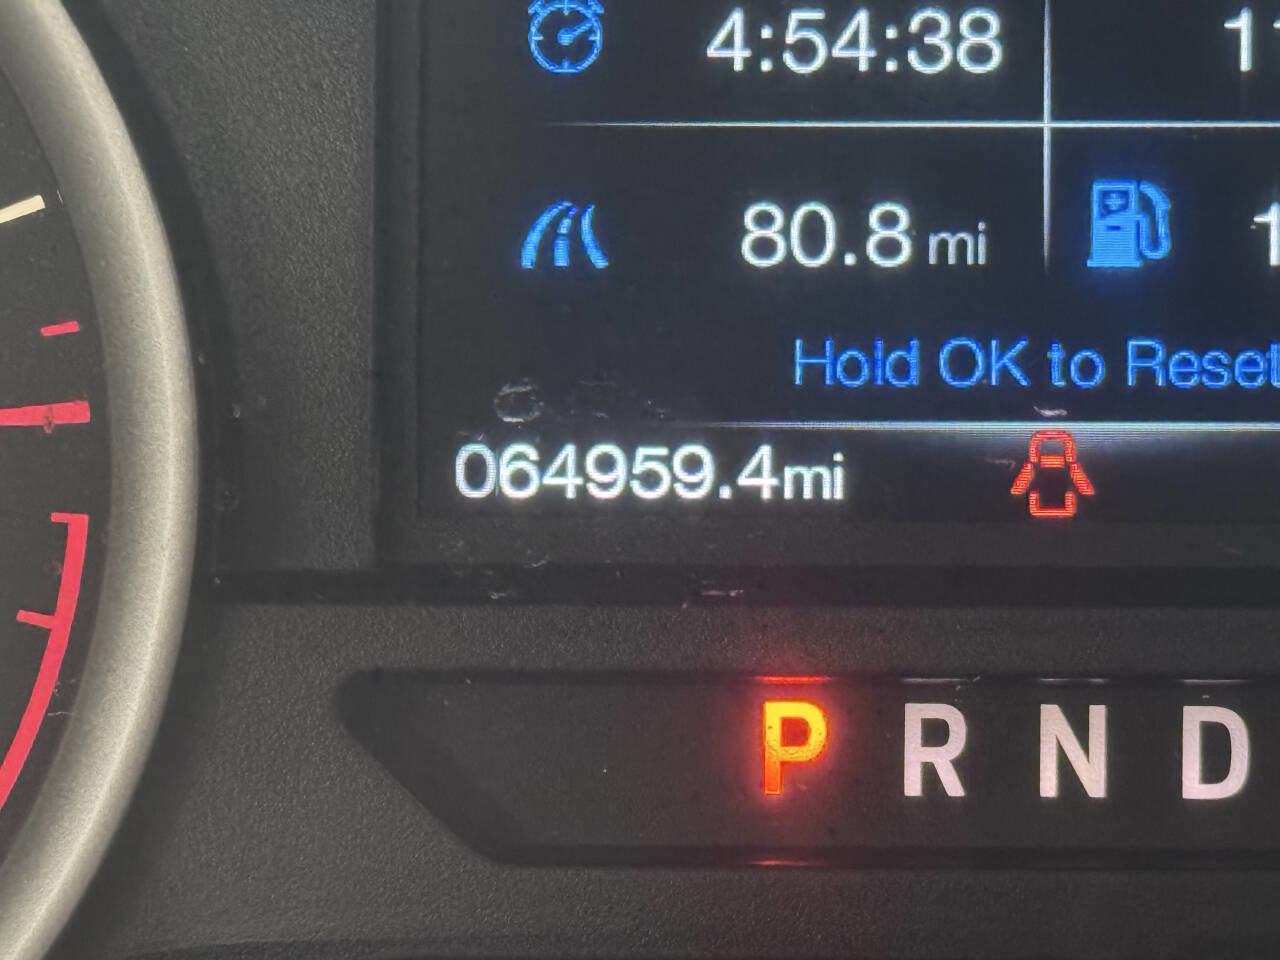 4:54:38
80.8 mi
Hold OK to Reset
064959.4mi
P R N D